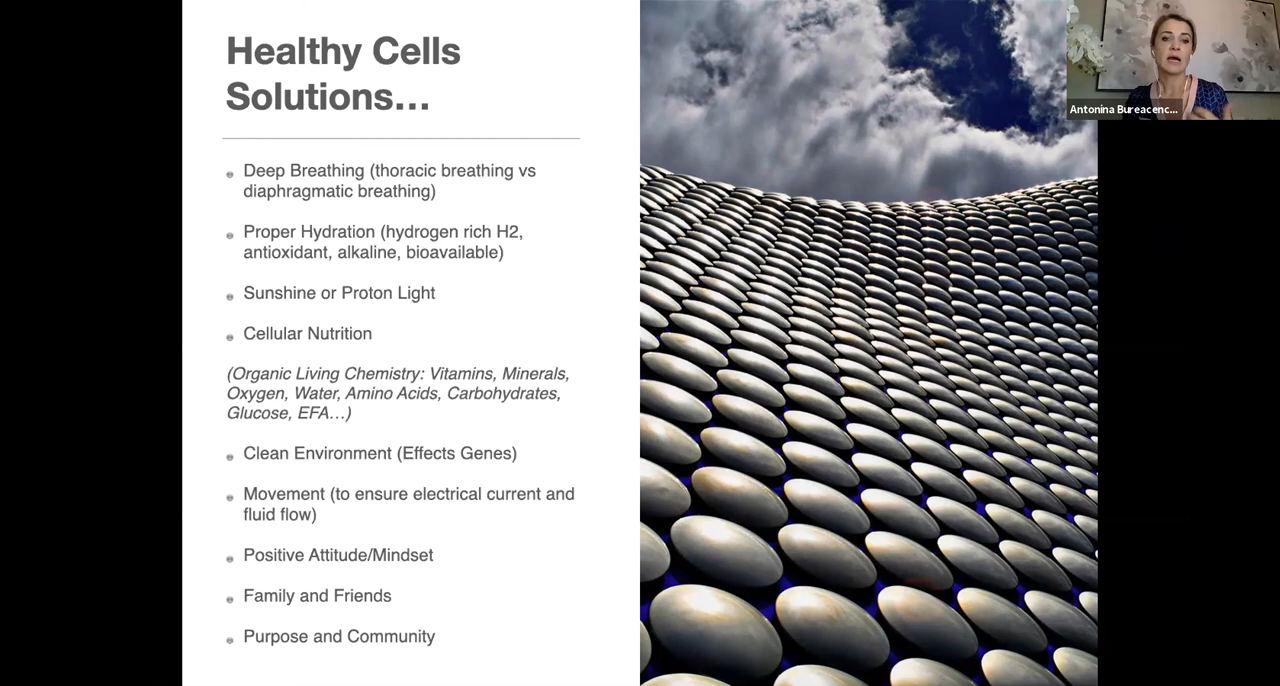 Healthy Cells
Solutions...
Deep Breathing (thoracic breathing vs
diaphragmatic breathing)
Proper Hydration (hydrogen rich H2,
antioxidant, alkaline, bioavailable)
Sunshine or Proton Light
Cellular Nutrition
(Organic Living Chemistry: Vitamins, Minerals,
Oxygen, Water, Amino Acids, Carbohydrates,
Glucose, EFA...)
Clean Environment (Effects Genes)
Movement (to ensure electrical current and
fluid flow)
Positive Attitude/Mindset
Family and Friends
Purpose and Community
Antonina Bureacenc...